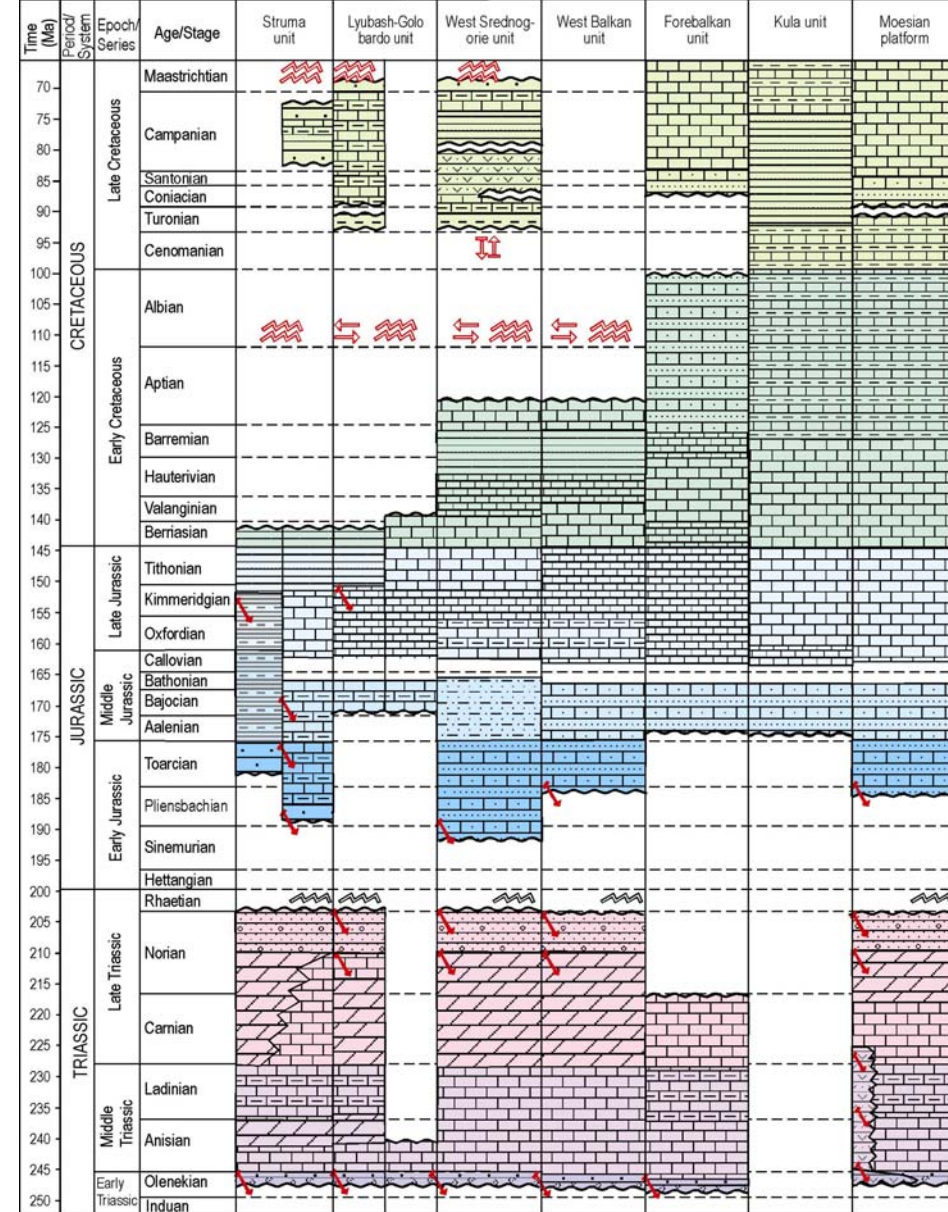 Time
(Ma)
Period/
System
Epoch/
Series
Age/Stage
Struma
unit
Lyubash-Golo
bardo unit
West Srednog-
orie unit
West Balkan
unit
Forebalkan
unit
Kula unit
Moesian
platform
70
75
80
85
90
95
100
105
110
115
120
125
130
135
140
145
150
155
160
165
170
175
180
185
190
195
200
205
210
215
220
225
230
235
240
245
250
CRETACEOUS
JURASSIC
TRIASSIC
Late Cretaceous
Early Cretaceous
Late Jurassic
Middle
Jurassic
Early Jurassic
Late Triassic
Middle
Triassic
Early
Triassic
Maastrichtian
Campanian
Santonian
Coniacian
Turonian
Cenomanian
Albian
Aptian
Barremian
Hauterivian
Valanginian
Berriasian
Tithonian
Kimmeridgian
Oxfordian
Callovian
Bathonian
Bajocian
Aalenian
Toarcian
Pliensbachian
Sinemurian
Hettangian
Rhaetian
Norian
Carnian
Ladinian
Anisian
Olenekian
Induan